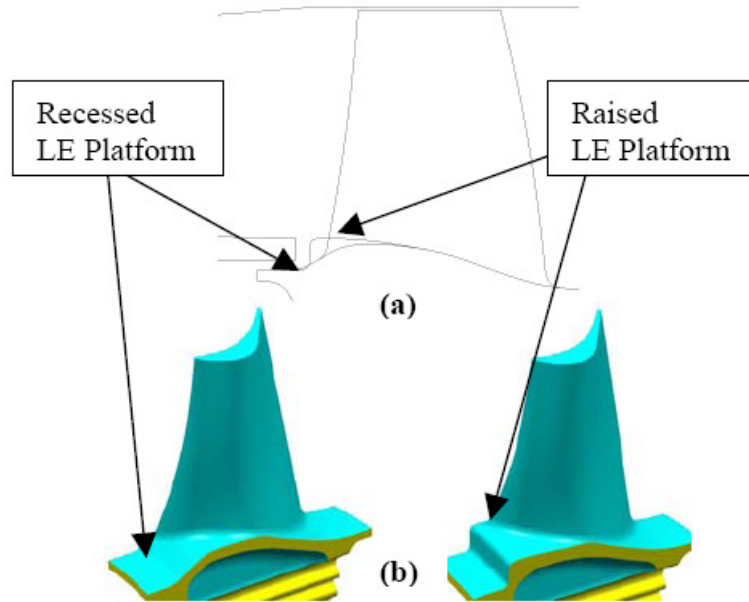 Recessed
LE Platform
Raised
LE Platform
(a)
(b)